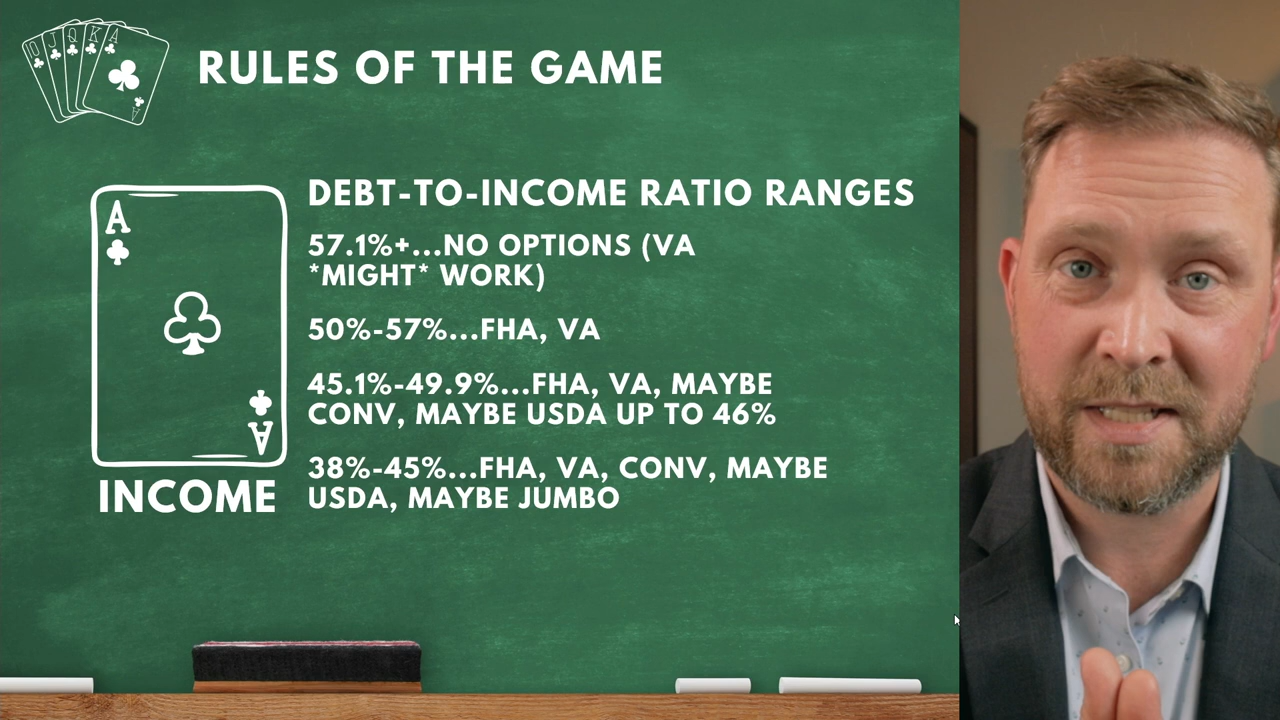 10 J Q K A
A
RULES OF THE GAME
A
A
INCOME
DEBT-TO-INCOME RATIO RANGES
57.1%+...NO OPTIONS (VA
*MIGHT* WORK)
50%-57%...FHA, VA
45.1%-49.9%...FHA, VA, MAYBE
CONV, MAYBE USDA UP TO 46%
38%-45%...FHA, VA, CONV, MAYBE
USDA, MAYBE JUMBO